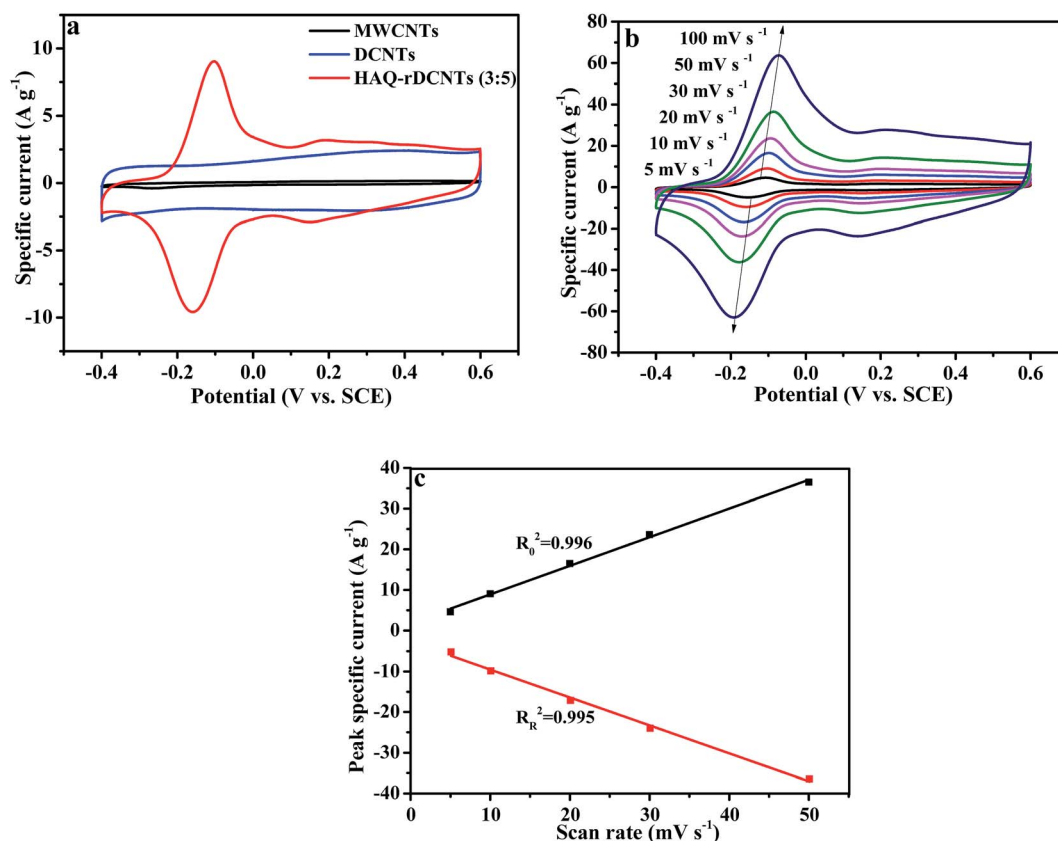 a
MWCNTs
DCNTs
HAQ-rDCNTs (3:5)
Specific current (A g⁻¹)
10
5
0
-5
-10
-0.4 -0.2 0.0 0.2 0.4 0.6
Potential (V vs. SCE)
b
100 mV s⁻¹
50 mV s⁻¹
30 mV s⁻¹
20 mV s⁻¹
10 mV s⁻¹
5 mV s⁻¹
Specific current (A g⁻¹)
80
60
40
20
0
-20
-40
-60
-80
-0.4 -0.2 0.0 0.2 0.4 0.6
Potential (V vs. SCE)
c
R₀²=0.996
R_R²=0.995
Peak specific current (A g⁻¹)
40
30
20
10
0
-10
-20
-30
-40
0 10 20 30 40 50
Scan rate (mV s⁻¹)